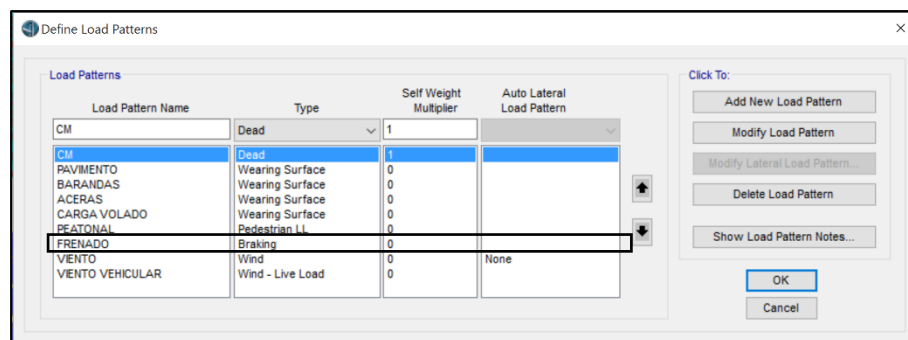 Define Load Patterns
Load Patterns
Click To:
Load Pattern Name Type Self Weight Multiplier Auto Lateral Load Pattern
CM Dead 1
CM Dead 1
PAVIMENTO Wearing Surface 0
BARANDAS Wearing Surface 0
ACERAS Wearing Surface 0
CARGA VOLADO Wearing Surface 0
PEATONAL Pedestrian LL 0
FRENADO Braking 0
VIENTO Wind 0 None
VIENTO VEHICULAR Wind - Live Load 0
Add New Load Pattern
Modify Load Pattern
Modify Lateral Load Pattern...
Delete Load Pattern
Show Load Pattern Notes...
OK
Cancel